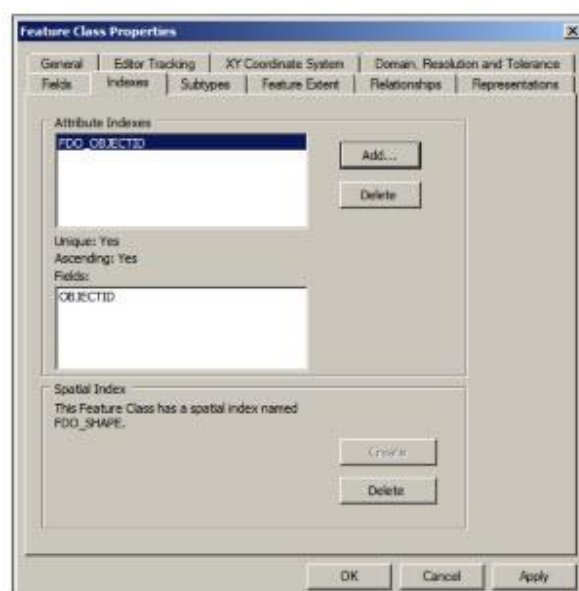 Feature Class Properties
General Editor Tracking XY Coordinate System Domain, Resolution and Tolerance
Fields Indexes Subtypes Feature Extent Relationships Representations
Attribute Indexes
FDO_OBJECTID
Add...
Delete
Unique: Yes
Ascending: Yes
Fields:
OBJECTID
Spatial Index
This Feature Class has a spatial index named
FDO_SHAPE.
Create
Delete
OK Cancel Apply